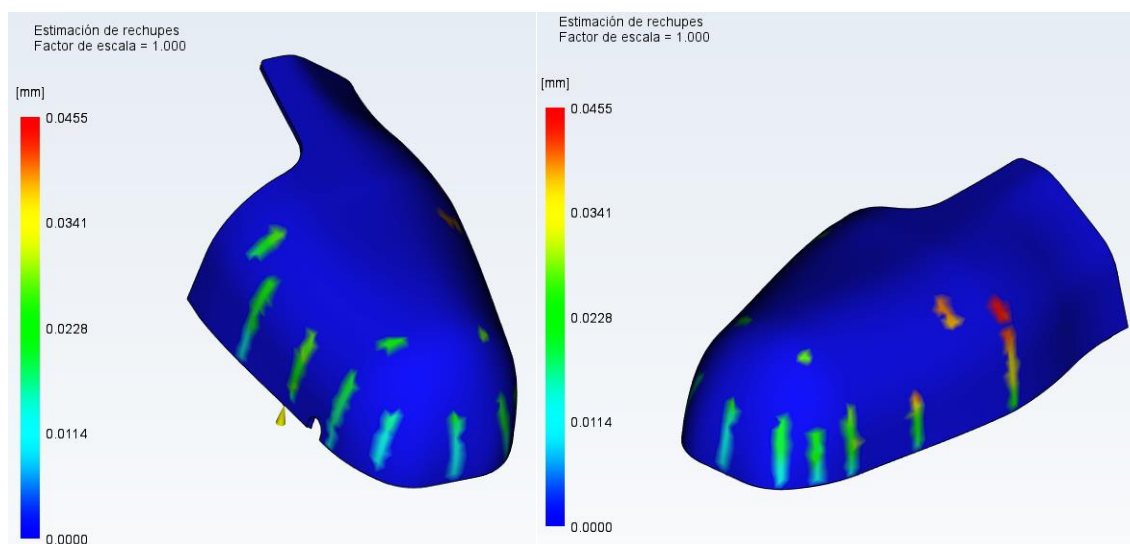 Estimación de rechupes
Factor de escala = 1.000
[mm]
0.0455
0.0341
0.0228
0.0114
0.0000
Estimación de rechupes
Factor de escala = 1.000
[mm]
0.0455
0.0341
0.0228
0.0114
0.0000